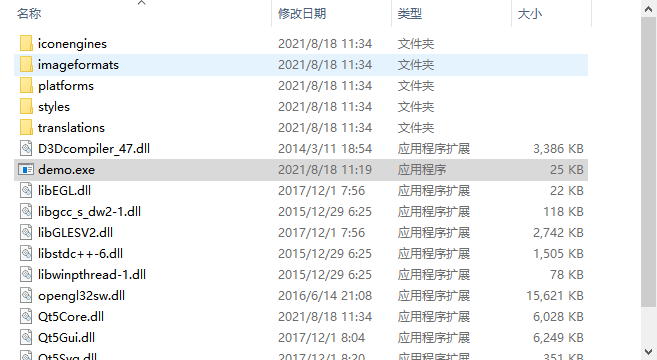 名称 修改日期 类型 大小
iconengines 2021/8/18 11:34 文件夹
imageformats 2021/8/18 11:34 文件夹
platforms 2021/8/18 11:34 文件夹
styles 2021/8/18 11:34 文件夹
translations 2021/8/18 11:34 文件夹
D3Dcompiler_47.dll 2014/3/11 18:54 应用程序扩展 3,386 KB
demo.exe 2021/8/18 11:19 应用程序 25 KB
libEGL.dll 2017/12/1 7:56 应用程序扩展 22 KB
libgcc_s_dw2-1.dll 2015/12/29 6:25 应用程序扩展 118 KB
libGLESV2.dll 2017/12/1 7:56 应用程序扩展 2,742 KB
libstdc++-6.dll 2015/12/29 6:25 应用程序扩展 1,505 KB
libwinpthread-1.dll 2015/12/29 6:25 应用程序扩展 78 KB
opengl32sw.dll 2016/6/14 21:08 应用程序扩展 15,621 KB
Qt5Core.dll 2021/8/18 11:34 应用程序扩展 6,028 KB
Qt5Gui.dll 2017/12/1 8:04 应用程序扩展 6,249 KB
Qt5Svg.dll 2017/12/1 8:20 应用程序扩展 351 KB